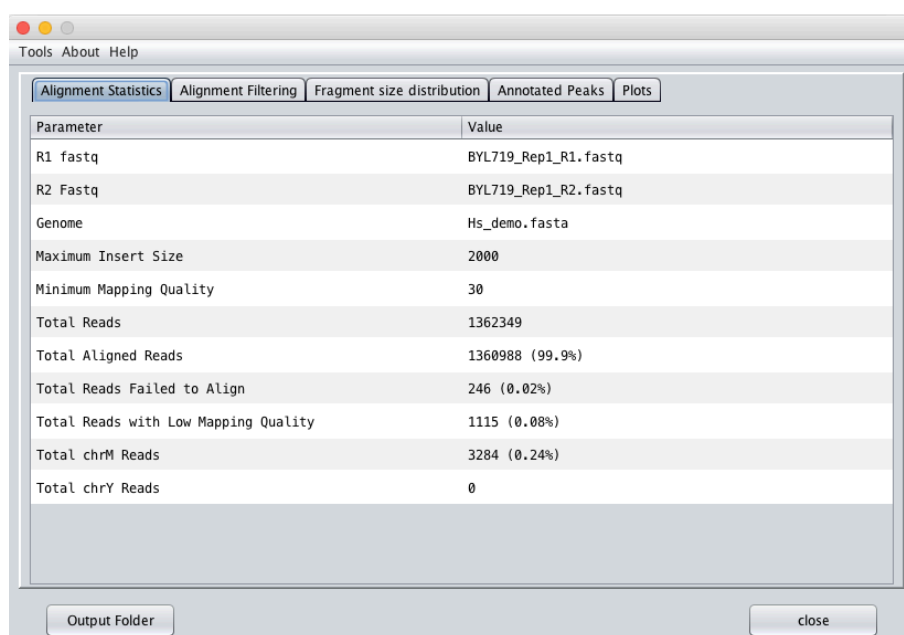 Tools About Help
Alignment Statistics Alignment Filtering Fragment size distribution Annotated Peaks Plots
Parameter Value
R1 fastq BYL719_Rep1_R1.fastq
R2 Fastq BYL719_Rep1_R2.fastq
Genome Hs_demo.fasta
Maximum Insert Size 2000
Minimum Mapping Quality 30
Total Reads 1362349
Total Aligned Reads 1360988 (99.9%)
Total Reads Failed to Align 246 (0.02%)
Total Reads with Low Mapping Quality 1115 (0.08%)
Total chrM Reads 3284 (0.24%)
Total chrY Reads 0
Output Folder close